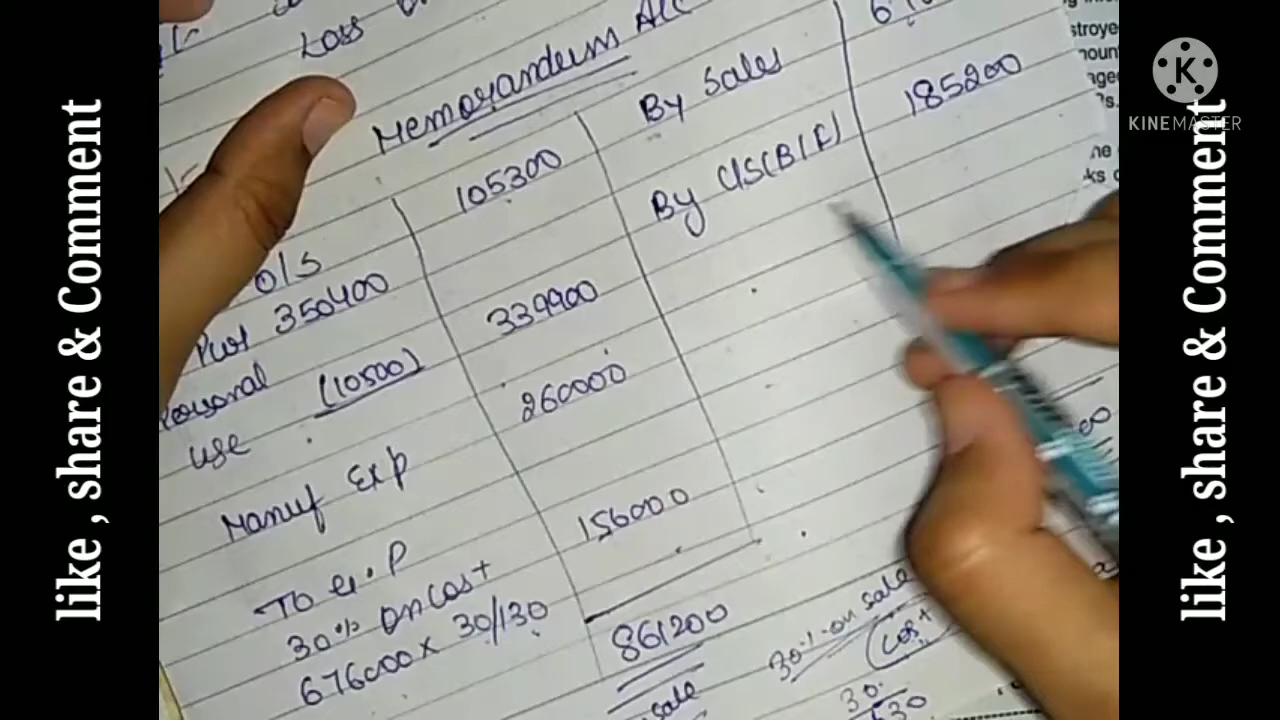 Loss
Memorandum A/c
O/S 105300
Pur 350400
Personal use (10500) 339900
Manuf Exp 260000
To G.P 156000
30% on Cost
676000 x 30/130
861200
By Sales
By C/S (B/F) 185200
30% on sale
Cost
30
130
sale
like , share & Comment
like , share & Comment
KINEMASTER
K